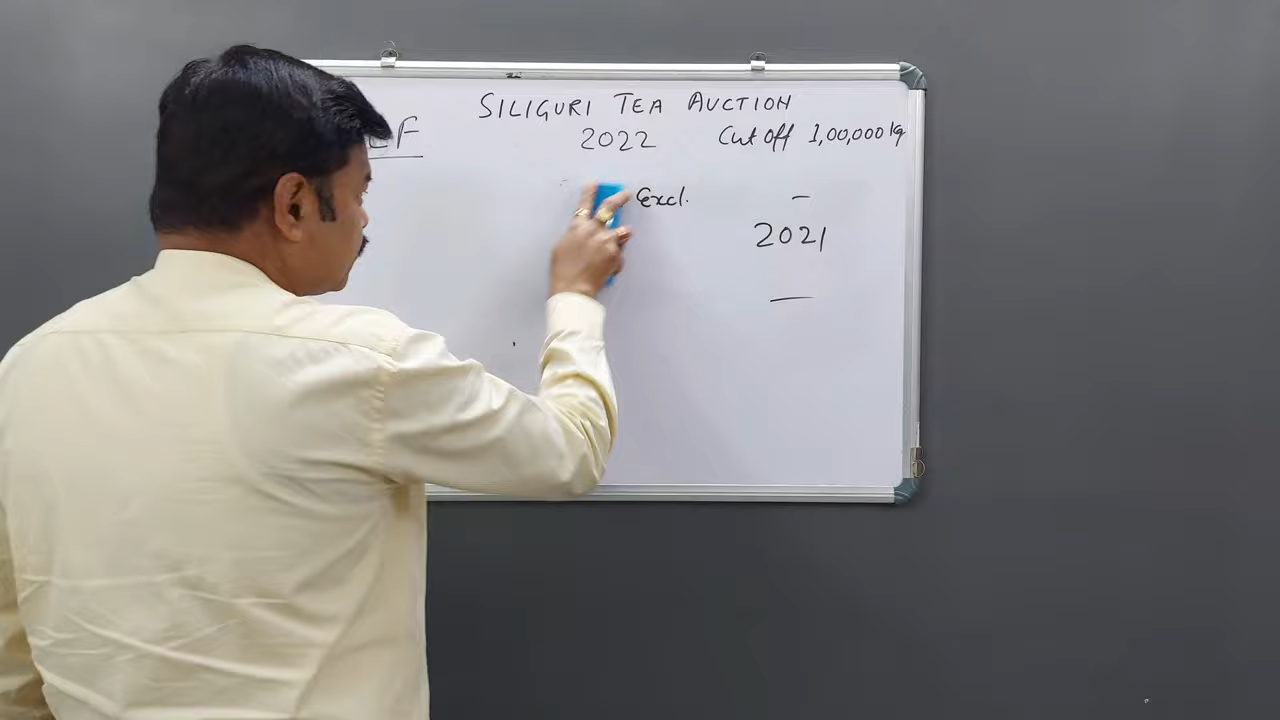 SILIGURI TEA AUCTION
2022 Cut off 1,00,000 kg
Excl. -
2021
-